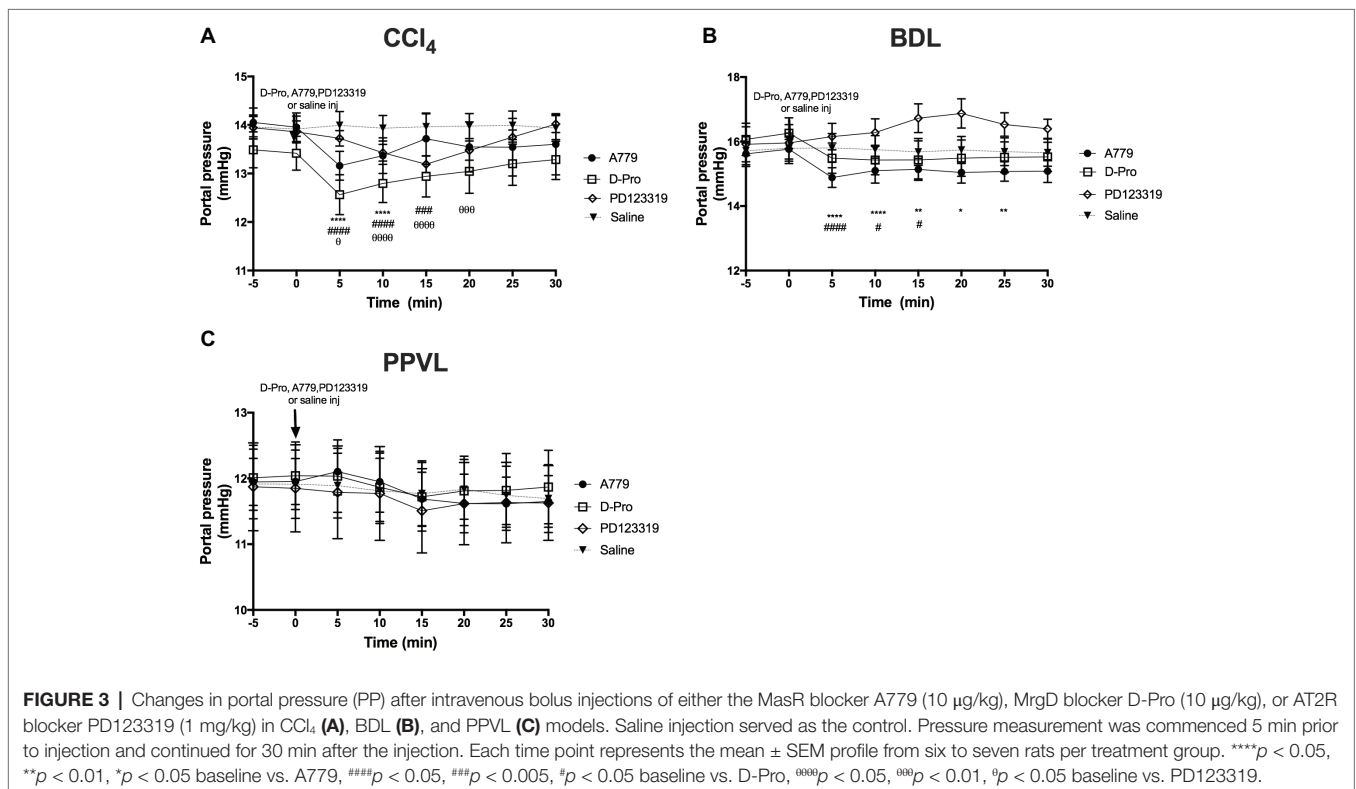 A
CCl₄
15
14
13
12
11
Portal pressure
(mmHg)
D-Pro, A779,PD123319
or saline inj
****
####
θ
****
####
θθθθ
###
θθθθ
θθθ
-5 0 5 10 15 20 25 30
Time (min)
A779
D-Pro
PD123319
Saline
B
BDL
18
16
14
12
Portal pressure
(mmHg)
D-Pro, A779,PD123319
or saline inj
****
####
****
#
**
#
*
**
-5 0 5 10 15 20 25 30
Time (min)
A779
D-Pro
PD123319
Saline
C
PPVL
13
12
11
10
Portal pressure
(mmHg)
D-Pro, A779,PD123319
or saline inj
-5 0 5 10 15 20 25 30
Time (min)
A779
D-Pro
PD123319
Saline
FIGURE 3 | Changes in portal pressure (PP) after intravenous bolus injections of either the MasR blocker A779 (10 μg/kg), MrgD blocker D-Pro (10 μg/kg), or AT2R
blocker PD123319 (1 mg/kg) in CCl₄ (A), BDL (B), and PPVL (C) models. Saline injection served as the control. Pressure measurement was commenced 5 min prior
to injection and continued for 30 min after the injection. Each time point represents the mean ± SEM profile from six to seven rats per treatment group. ****p < 0.05,
**p < 0.01, *p < 0.05 baseline vs. A779, ####p < 0.05, ###p < 0.005, #p < 0.05 baseline vs. D-Pro, θθθθp < 0.05, θθθp < 0.01, θp < 0.05 baseline vs. PD123319.